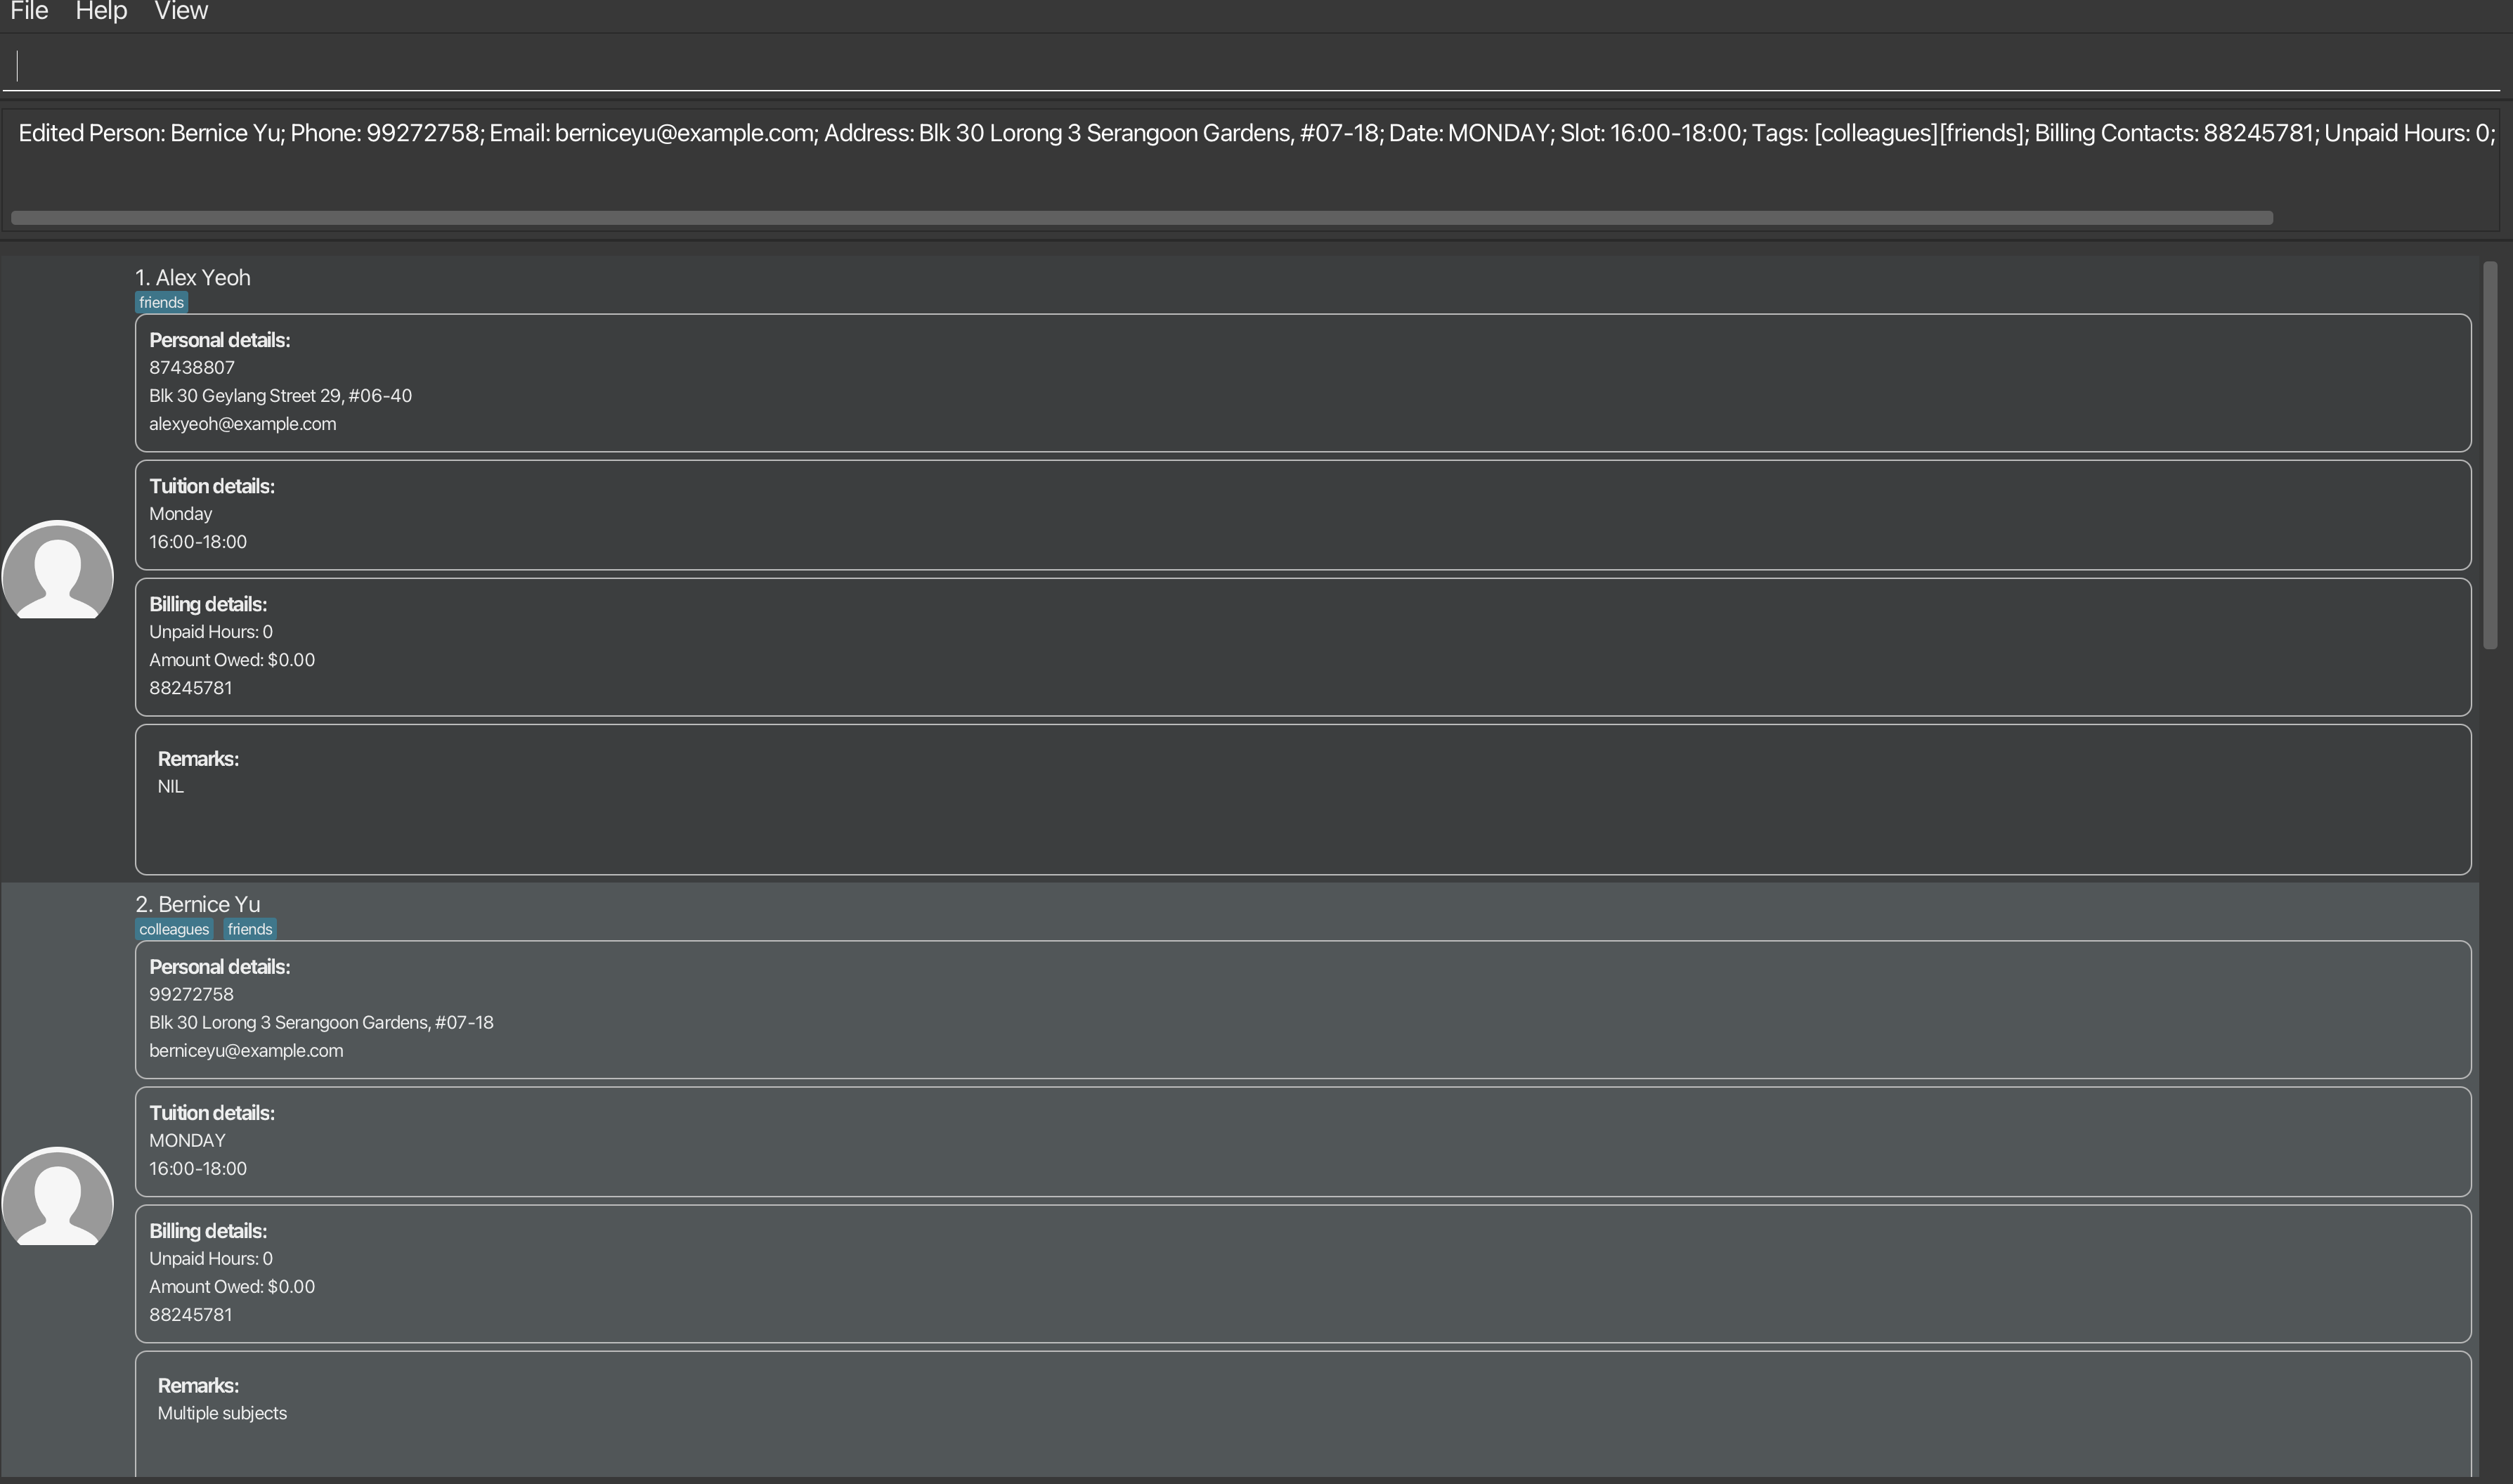 File Help View
Edited Person: Bernice Yu; Phone: 99272758; Email: berniceyu@example.com; Address: Blk 30 Lorong 3 Serangoon Gardens, #07-18; Date: MONDAY; Slot: 16:00-18:00; Tags: [colleagues][friends]; Billing Contacts: 88245781; Unpaid Hours: 0;
1. Alex Yeoh
friends
Personal details:
87438807
Blk 30 Geylang Street 29, #06-40
alexyeoh@example.com
Tuition details:
Monday
16:00-18:00
Billing details:
Unpaid Hours: 0
Amount Owed: $0.00
88245781
Remarks:
NIL
2. Bernice Yu
colleagues friends
Personal details:
99272758
Blk 30 Lorong 3 Serangoon Gardens, #07-18
berniceyu@example.com
Tuition details:
MONDAY
16:00-18:00
Billing details:
Unpaid Hours: 0
Amount Owed: $0.00
88245781
Remarks:
Multiple subjects